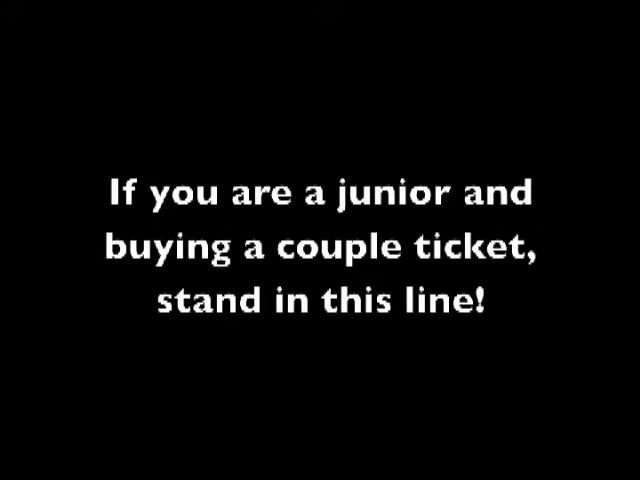 If you are a junior and
buying a couple ticket,
stand in this line!